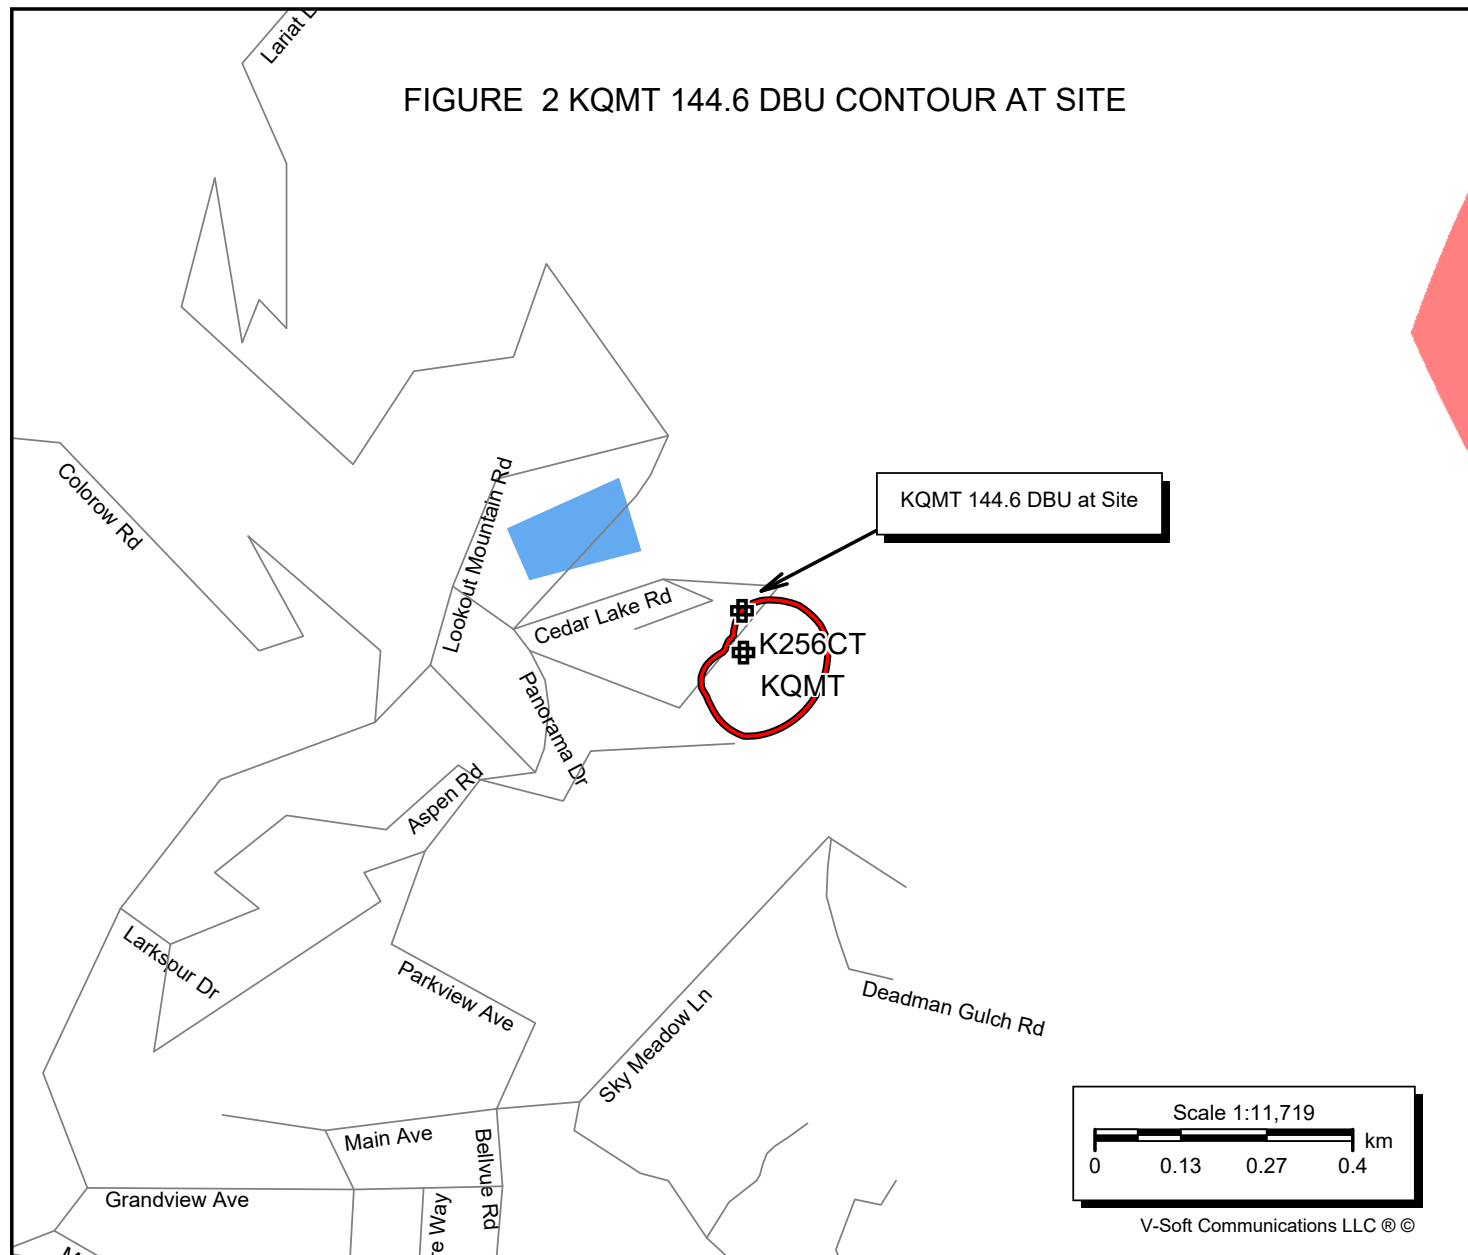 Lariat
FIGURE 2 KQMT 144.6 DBU CONTOUR AT SITE
Colorow Rd
Lookout Mountain Rd
KQMT 144.6 DBU at Site
Cedar Lake Rd
K256CT
KQMT
Panorama Dr
Aspen Rd
Larkspur Dr
Parkview Ave
Sky Meadow Ln
Deadman Gulch Rd
Main Ave
Bellvue Rd
Grandview Ave
re Way
Scale 1:11,719
km
0 0.13 0.27 0.4
V-Soft Communications LLC ® ©